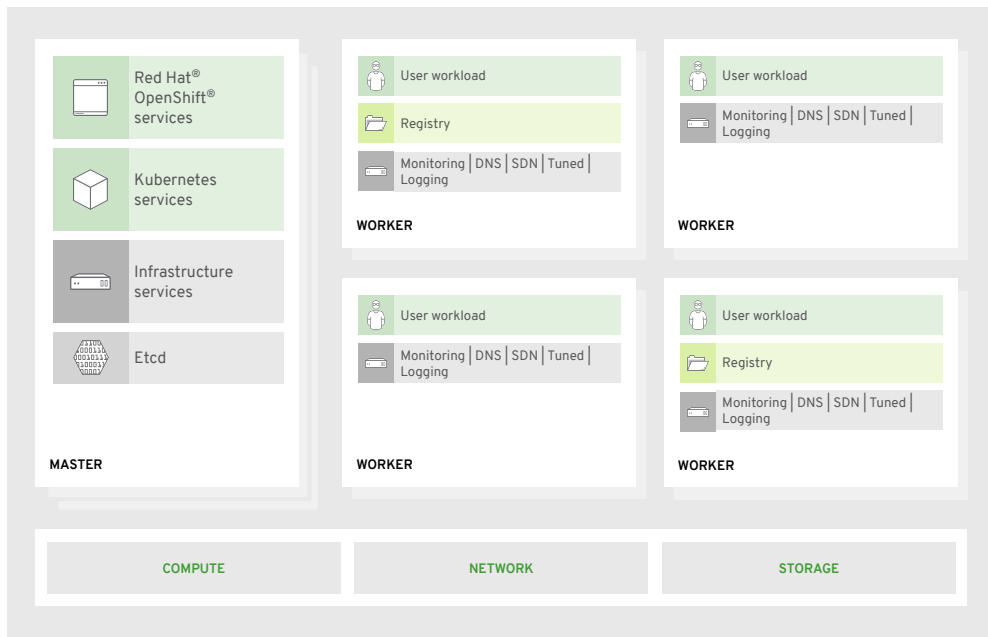 Red Hat®
OpenShift®
services
Kubernetes
services
Infrastructure
services
Etcd
MASTER
User workload
Registry
Monitoring | DNS | SDN | Tuned |
Logging
WORKER
User workload
Monitoring | DNS | SDN | Tuned |
Logging
WORKER
User workload
Monitoring | DNS | SDN | Tuned |
Logging
WORKER
User workload
Registry
Monitoring | DNS | SDN | Tuned |
Logging
WORKER
COMPUTE
NETWORK
STORAGE